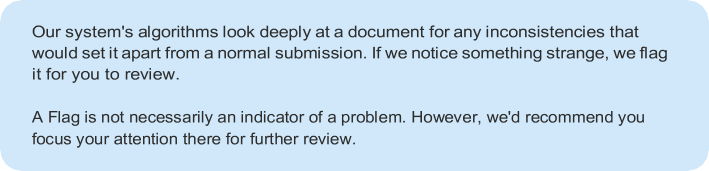 Our system's algorithms look deeply at a document for any inconsistencies that
would set it apart from a normal submission. If we notice something strange, we flag
it for you to review.
A Flag is not necessarily an indicator of a problem. However, we'd recommend you
focus your attention there for further review.